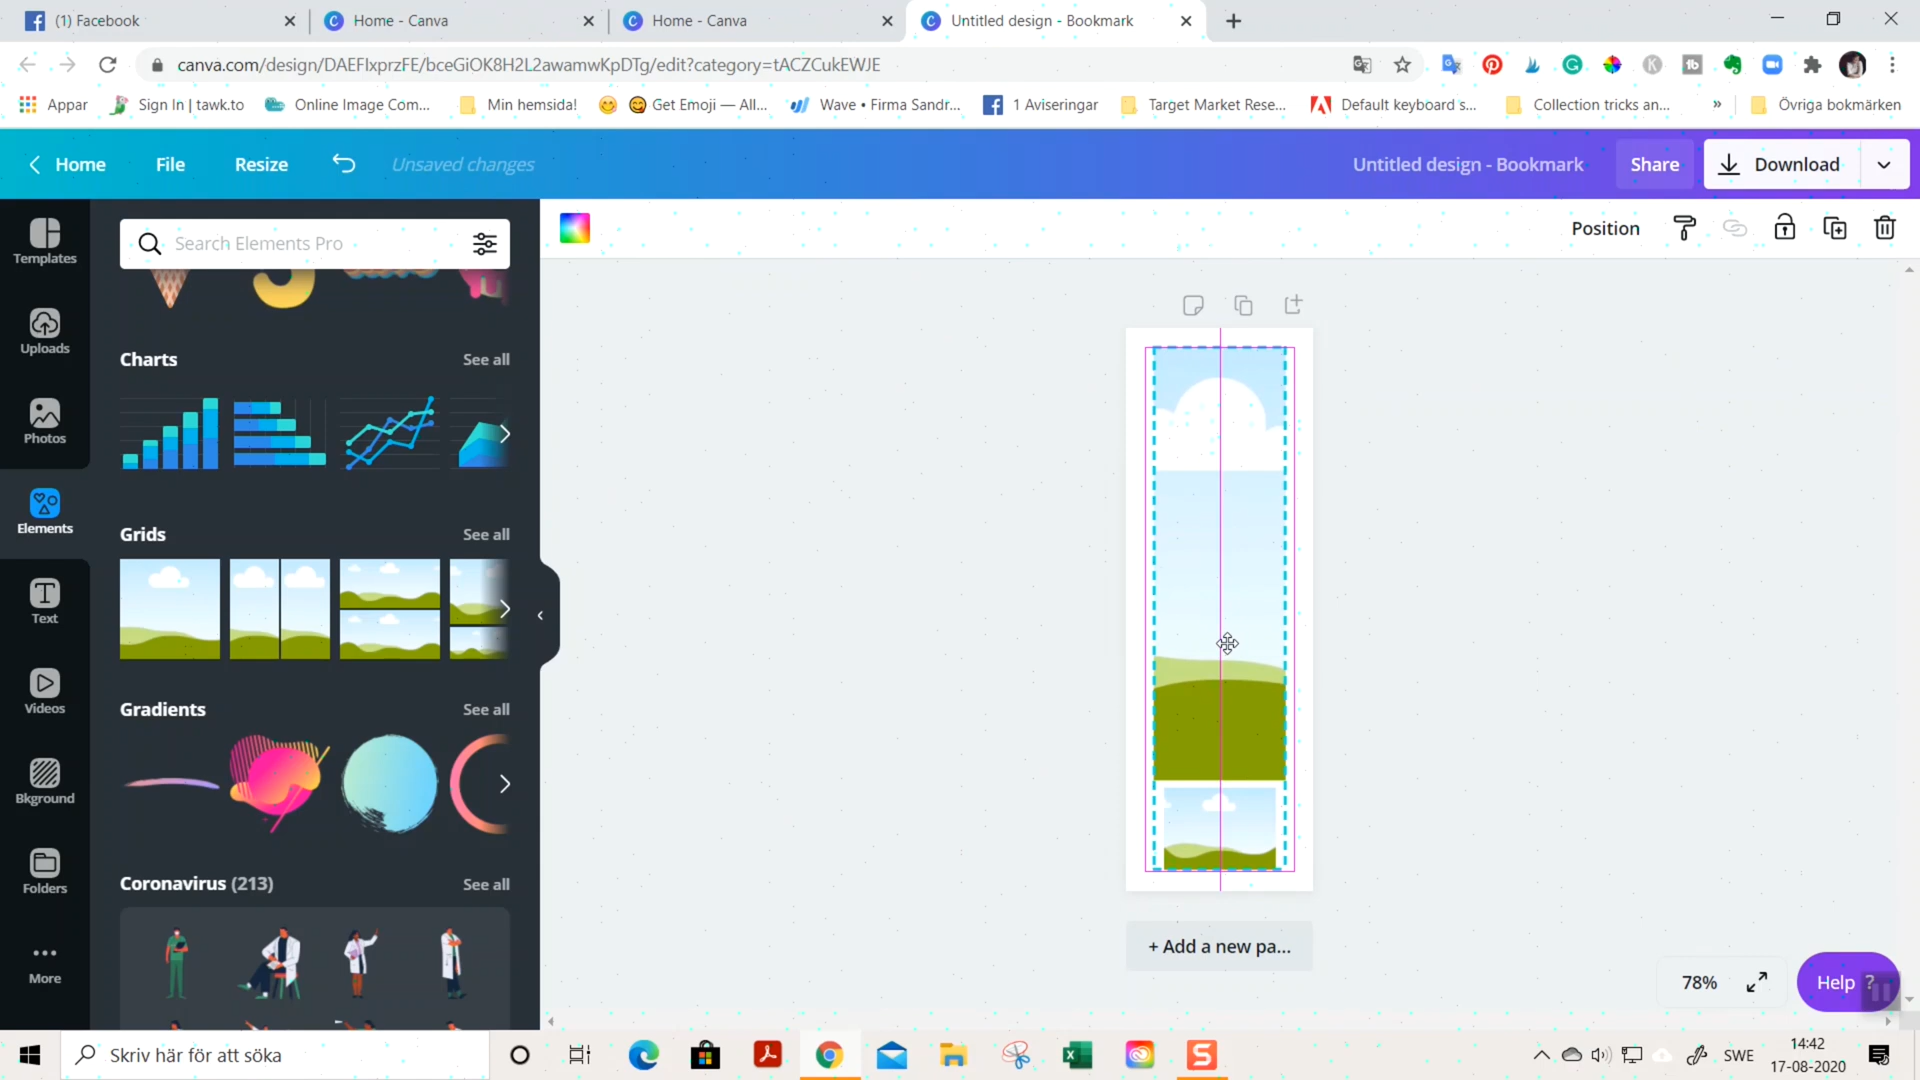 (1) Facebook
Home - Canva
Home - Canva
Untitled design - Bookmark
canva.com/design/DAEFIxprzFE/bceGiOK8H2L2awamwKpDTg/edit?category=tACZCukEWJE
Appar
Sign In | tawk.to
Online Image Com...
Min hemsida!
Get Emoji — All...
Wave • Firma Sandr...
1 Aviseringar
Target Market Rese...
Default keyboard s...
Collection tricks an...
»
Övriga bokmärken
Home
File
Resize
Unsaved changes
Untitled design - Bookmark
Share
Download
Templates
Uploads
Photos
Elements
Text
Videos
Bkground
Folders
More
Search Elements Pro
Charts
See all
Grids
See all
Gradients
See all
Coronavirus (213)
See all
Position
+ Add a new pa...
78%
Help ?
Skriv här för att söka
SWE
14:42
17-08-2020